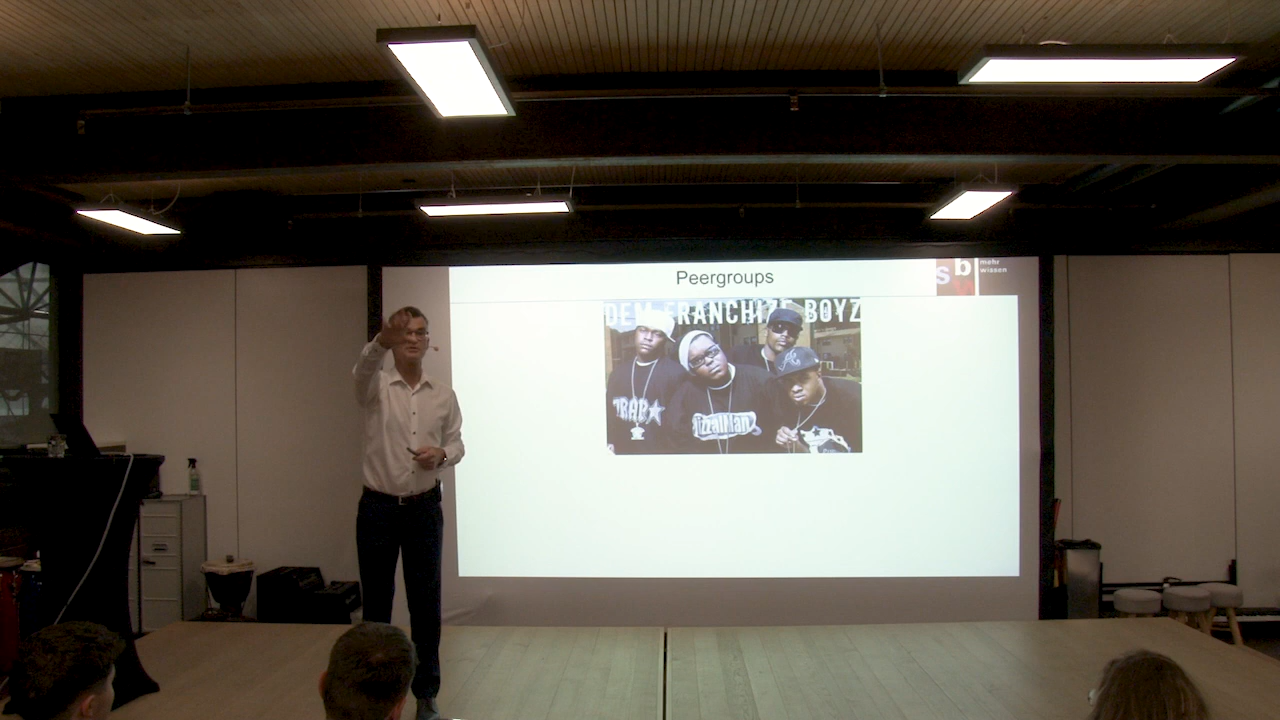 Peergroups
sb
mehr
wissen
DEM FRANCHIZE BOYZ
TRAP★